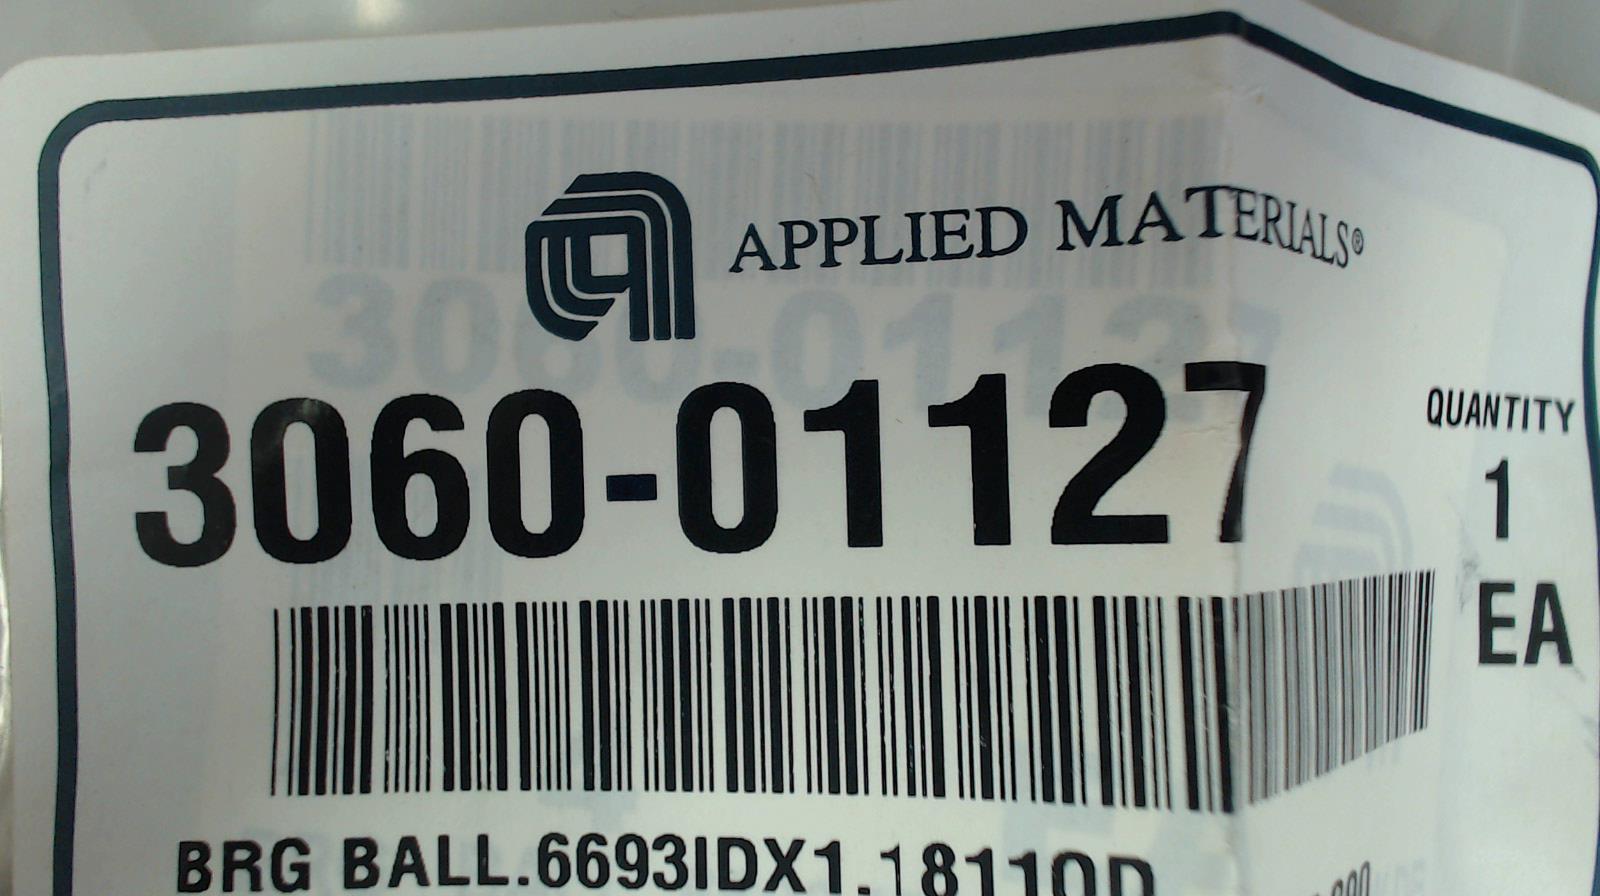 APPLIED MATERIALS®
3060-01127
QUANTITY
1
EA
BRG BALL.6693IDX1.1811OD